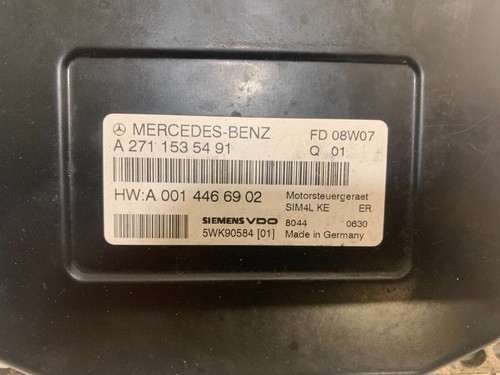 MERCEDES-BENZ FD 08W07
A 271 153 54 91 Q 01
HW:A 001 446 69 02 Motorsteuergeraet
SIM4L KE ER
SIEMENS VDO 8044 0630
5WK90584 [01] Made in Germany